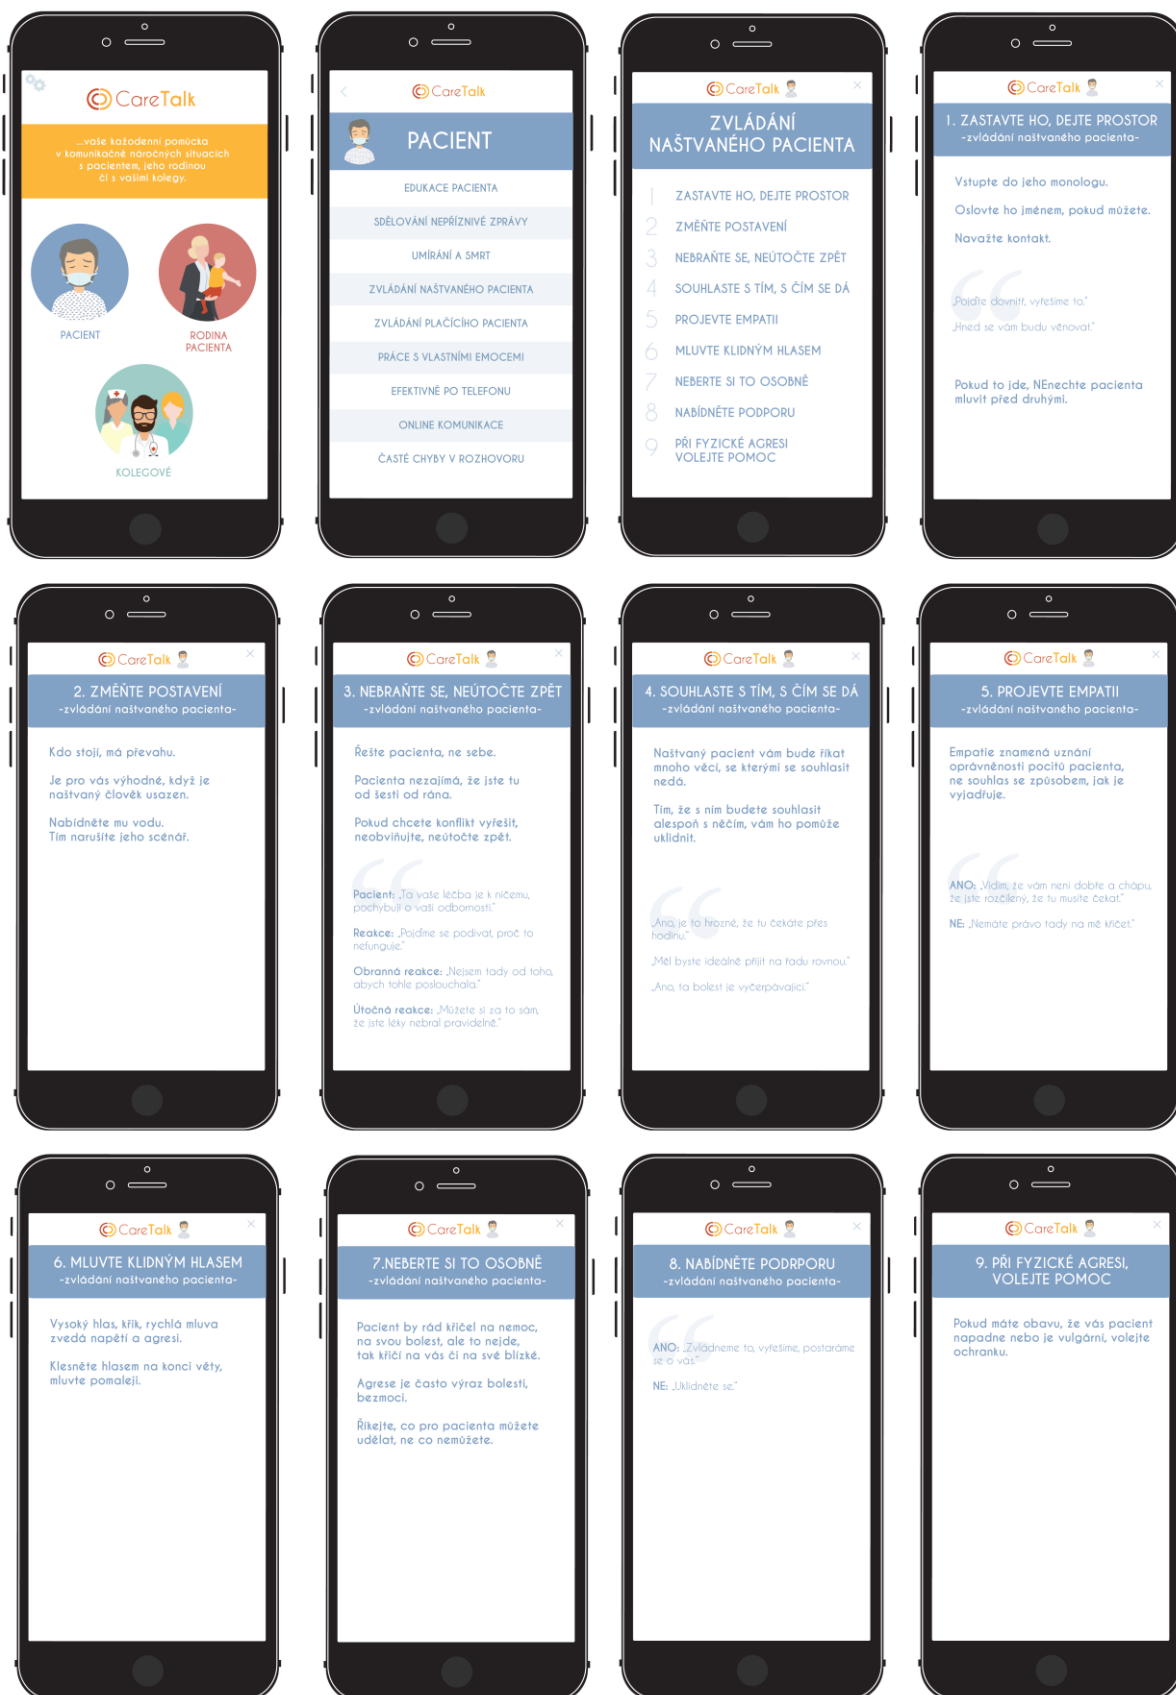 CareTalk
...vaše každodenní pomůcka
v komunikačně náročných situacích
s pacientem, jeho rodinou
či s vašimi kolegy.
PACIENT
RODINA
PACIENTA
KOLEGOVÉ
CareTalk
PACIENT
EDUKACE PACIENTA
SDĚLOVÁNÍ NEPŘÍZNIVÉ ZPRÁVY
UMÍRÁNÍ A SMRT
ZVLÁDÁNÍ NAŠTVANÉHO PACIENTA
ZVLÁDÁNÍ PLAČÍCÍHO PACIENTA
PRÁCE S VLASTNÍMI EMOCEMI
EFEKTIVNĚ PO TELEFONU
ONLINE KOMUNIKACE
ČASTÉ CHYBY V ROZHOVORU
CareTalk
ZVLÁDÁNÍ
NAŠTVANÉHO PACIENTA
1 ZASTAVTE HO, DEJTE PROSTOR
2 ZMĚŇTE POSTAVENÍ
3 NEBRAŇTE SE, NEÚTOČTE ZPĚT
4 SOUHLASTE S TÍM, S ČÍM SE DÁ
5 PROJEVTE EMPATII
6 MLUVTE KLIDNÝM HLASEM
7 NEBERTE SI TO OSOBNĚ
8 NABÍDNĚTE PODPORU
9 PŘI FYZICKÉ AGRESI
VOLEJTE POMOC
CareTalk
1. ZASTAVTE HO, DEJTE PROSTOR
-zvládání naštvaného pacienta-
Vstupte do jeho monologu.
Oslovte ho jménem, pokud můžete.
Navažte kontakt.
„Pojďte dovnitř, vyřešíme to."
„Hned se vám budu věnovat."
Pokud to jde, NEnechte pacienta
mluvit před druhými.
CareTalk
2. ZMĚŇTE POSTAVENÍ
-zvládání naštvaného pacienta-
Kdo stojí, má převahu.
Je pro vás výhodné, když je
naštvaný člověk usazen.
Nabídněte mu vodu.
Tím narušíte jeho scénář.
CareTalk
3. NEBRAŇTE SE, NEÚTOČTE ZPĚT
-zvládání naštvaného pacienta-
Řešte pacienta, ne sebe.
Pacienta nezajímá, že jste tu
od šesti od rána.
Pokud chcete konflikt vyřešit,
neobviňujte, neútočte zpět.
Pacient: „Ta vaše léčba je k ničemu,
pochybuji o vaší odbornosti."
Reakce: „Pojďme se podívat, proč to
nefunguje."
Obranná reakce: „Nejsem tady od toho,
abych tohle poslouchala."
Útočná reakce: „Můžete si za to sám,
že jste léky nebral pravidelně."
CareTalk
4. SOUHLASTE S TÍM, S ČÍM SE DÁ
-zvládání naštvaného pacienta-
Naštvaný pacient vám bude říkat
mnoho věcí, se kterými se souhlasit
nedá.
Tím, že s ním budete souhlasit
alespoň s něčím, vám ho pomůže
uklidnit.
„Ano, je to hrozné, že tu čekáte přes
hodinu."
„Měl byste ideálně přijít na řadu rovnou."
„Ano, ta bolest je vyčerpávající."
CareTalk
5. PROJEVTE EMPATII
-zvládání naštvaného pacienta-
Empatie znamená uznání
oprávněnosti pocitů pacienta,
ne souhlas se způsobem, jak je
vyjadřuje.
ANO: „Vidím, že vám není dobře a chápu,
že jste rozčílený, že tu musíte čekat."
NE: „Nemáte právo tady na mě křičet."
CareTalk
6. MLUVTE KLIDNÝM HLASEM
-zvládání naštvaného pacienta-
Vysoký hlas, křik, rychlá mluva
zvedá napětí a agresi.
Klesněte hlasem na konci věty,
mluvte pomaleji.
CareTalk
7.NEBERTE SI TO OSOBNĚ
-zvládání naštvaného pacienta-
Pacient by rád křičel na nemoc,
na svou bolest, ale to nejde,
tak křičí na vás či na své blízké.
Agrese je často výraz bolesti,
bezmoci.
Říkejte, co pro pacienta můžete
udělat, ne co nemůžete.
CareTalk
8. NABÍDNĚTE PODRPORU
-zvládání naštvaného pacienta-
ANO: „Zvládneme to, vyřešíme, postaráme
se o vás."
NE: „Uklidněte se."
CareTalk
9. PŘI FYZICKÉ AGRESI,
VOLEJTE POMOC
Pokud máte obavu, že vás pacient
napadne nebo je vulgární, volejte
ochranku.